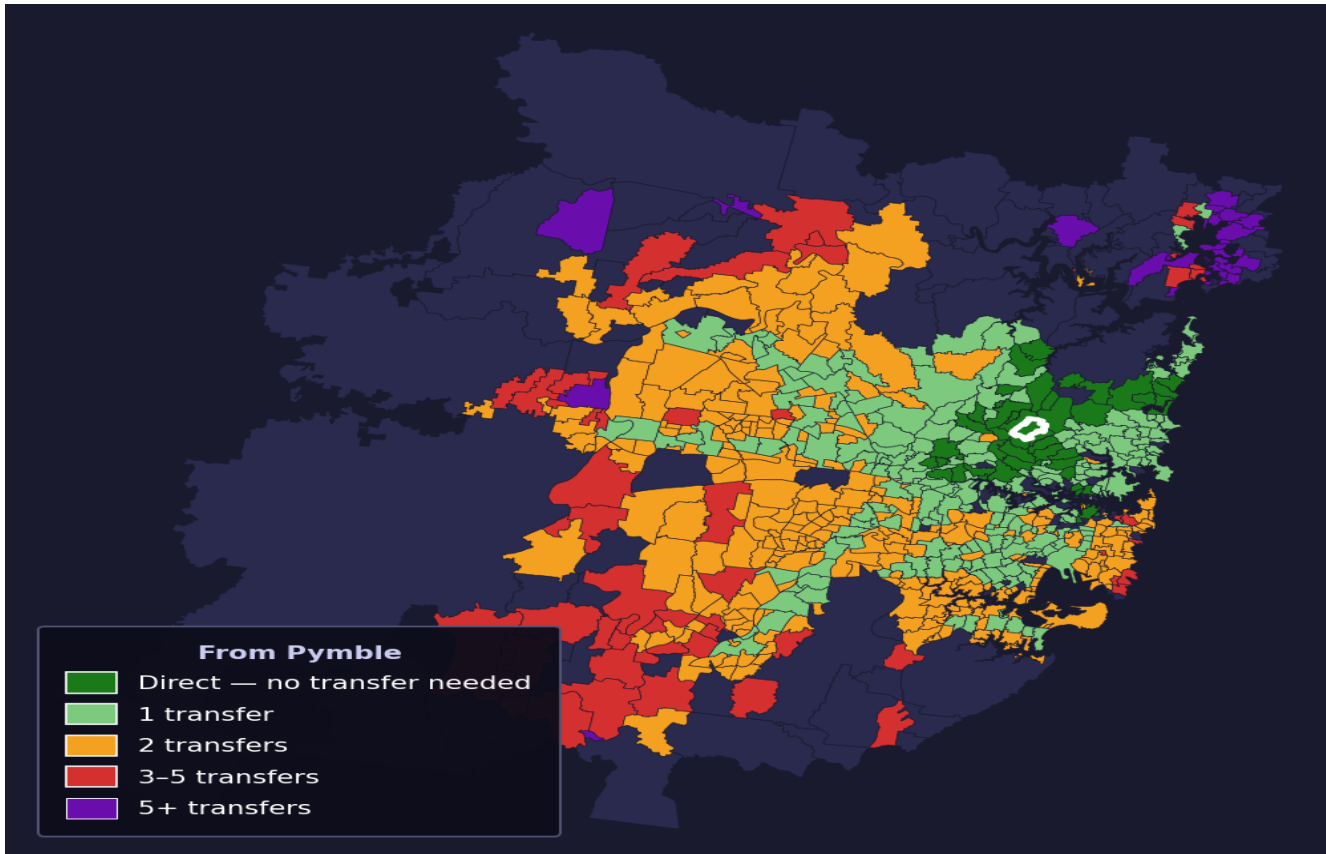 From Pymble
Direct — no transfer needed
1 transfer
2 transfers
3–5 transfers
5+ transfers